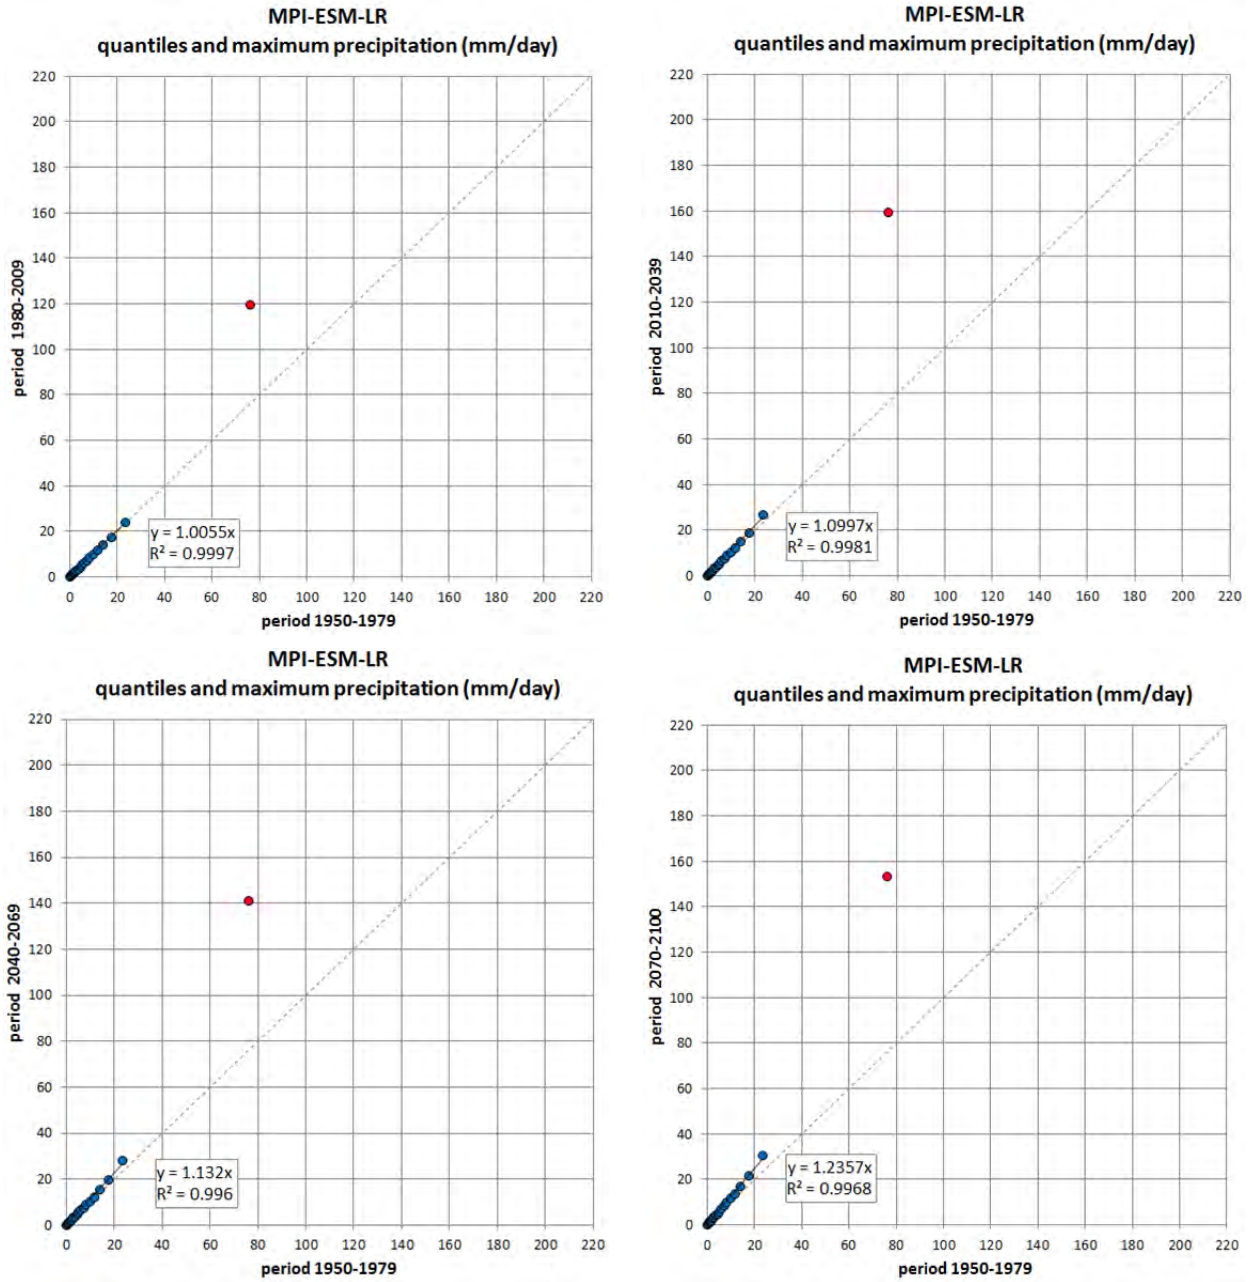 MPI-ESM-LR
quantiles and maximum precipitation (mm/day)
220
200
180
160
140
120
100
80
60
40
20
0
period 1980-2009
y = 1.0055x
R² = 0.9997
0 20 40 60 80 100 120 140 160 180 200 220
period 1950-1979
MPI-ESM-LR
quantiles and maximum precipitation (mm/day)
220
200
180
160
140
120
100
80
60
40
20
0
period 2010-2039
y = 1.0997x
R² = 0.9981
0 20 40 60 80 100 120 140 160 180 200 220
period 1950-1979
MPI-ESM-LR
quantiles and maximum precipitation (mm/day)
220
200
180
160
140
120
100
80
60
40
20
0
period 2040-2069
y = 1.132x
R² = 0.996
0 20 40 60 80 100 120 140 160 180 200 220
period 1950-1979
MPI-ESM-LR
quantiles and maximum precipitation (mm/day)
220
200
180
160
140
120
100
80
60
40
20
0
period 2070-2100
y = 1.2357x
R² = 0.9968
0 20 40 60 80 100 120 140 160 180 200 220
period 1950-1979